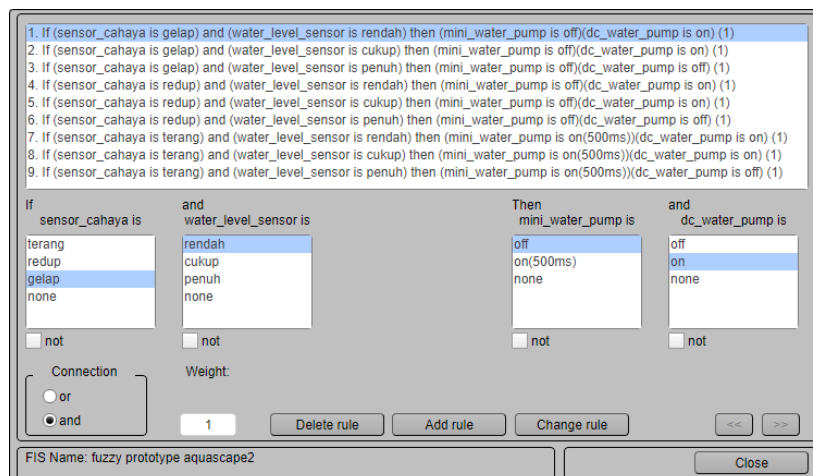 1. If (sensor_cahaya is gelap) and (water_level_sensor is rendah) then (mini_water_pump is off)(dc_water_pump is on) (1)
2. If (sensor_cahaya is gelap) and (water_level_sensor is cukup) then (mini_water_pump is off)(dc_water_pump is on) (1)
3. If (sensor_cahaya is gelap) and (water_level_sensor is penuh) then (mini_water_pump is off)(dc_water_pump is off) (1)
4. If (sensor_cahaya is redup) and (water_level_sensor is rendah) then (mini_water_pump is off)(dc_water_pump is on) (1)
5. If (sensor_cahaya is redup) and (water_level_sensor is cukup) then (mini_water_pump is off)(dc_water_pump is on) (1)
6. If (sensor_cahaya is redup) and (water_level_sensor is penuh) then (mini_water_pump is off)(dc_water_pump is off) (1)
7. If (sensor_cahaya is terang) and (water_level_sensor is rendah) then (mini_water_pump is on(500ms))(dc_water_pump is on) (1)
8. If (sensor_cahaya is terang) and (water_level_sensor is cukup) then (mini_water_pump is on(500ms))(dc_water_pump is on) (1)
9. If (sensor_cahaya is terang) and (water_level_sensor is penuh) then (mini_water_pump is on(500ms))(dc_water_pump is off) (1)
If
sensor_cahaya is
terang
redup
gelap
none
not
and
water_level_sensor is
rendah
cukup
penuh
none
not
Then
mini_water_pump is
off
on(500ms)
none
not
and
dc_water_pump is
off
on
none
not
Connection
or
and
Weight:
1
Delete rule
Add rule
Change rule
<<
>>
FIS Name: fuzzy prototype aquascape2
Close